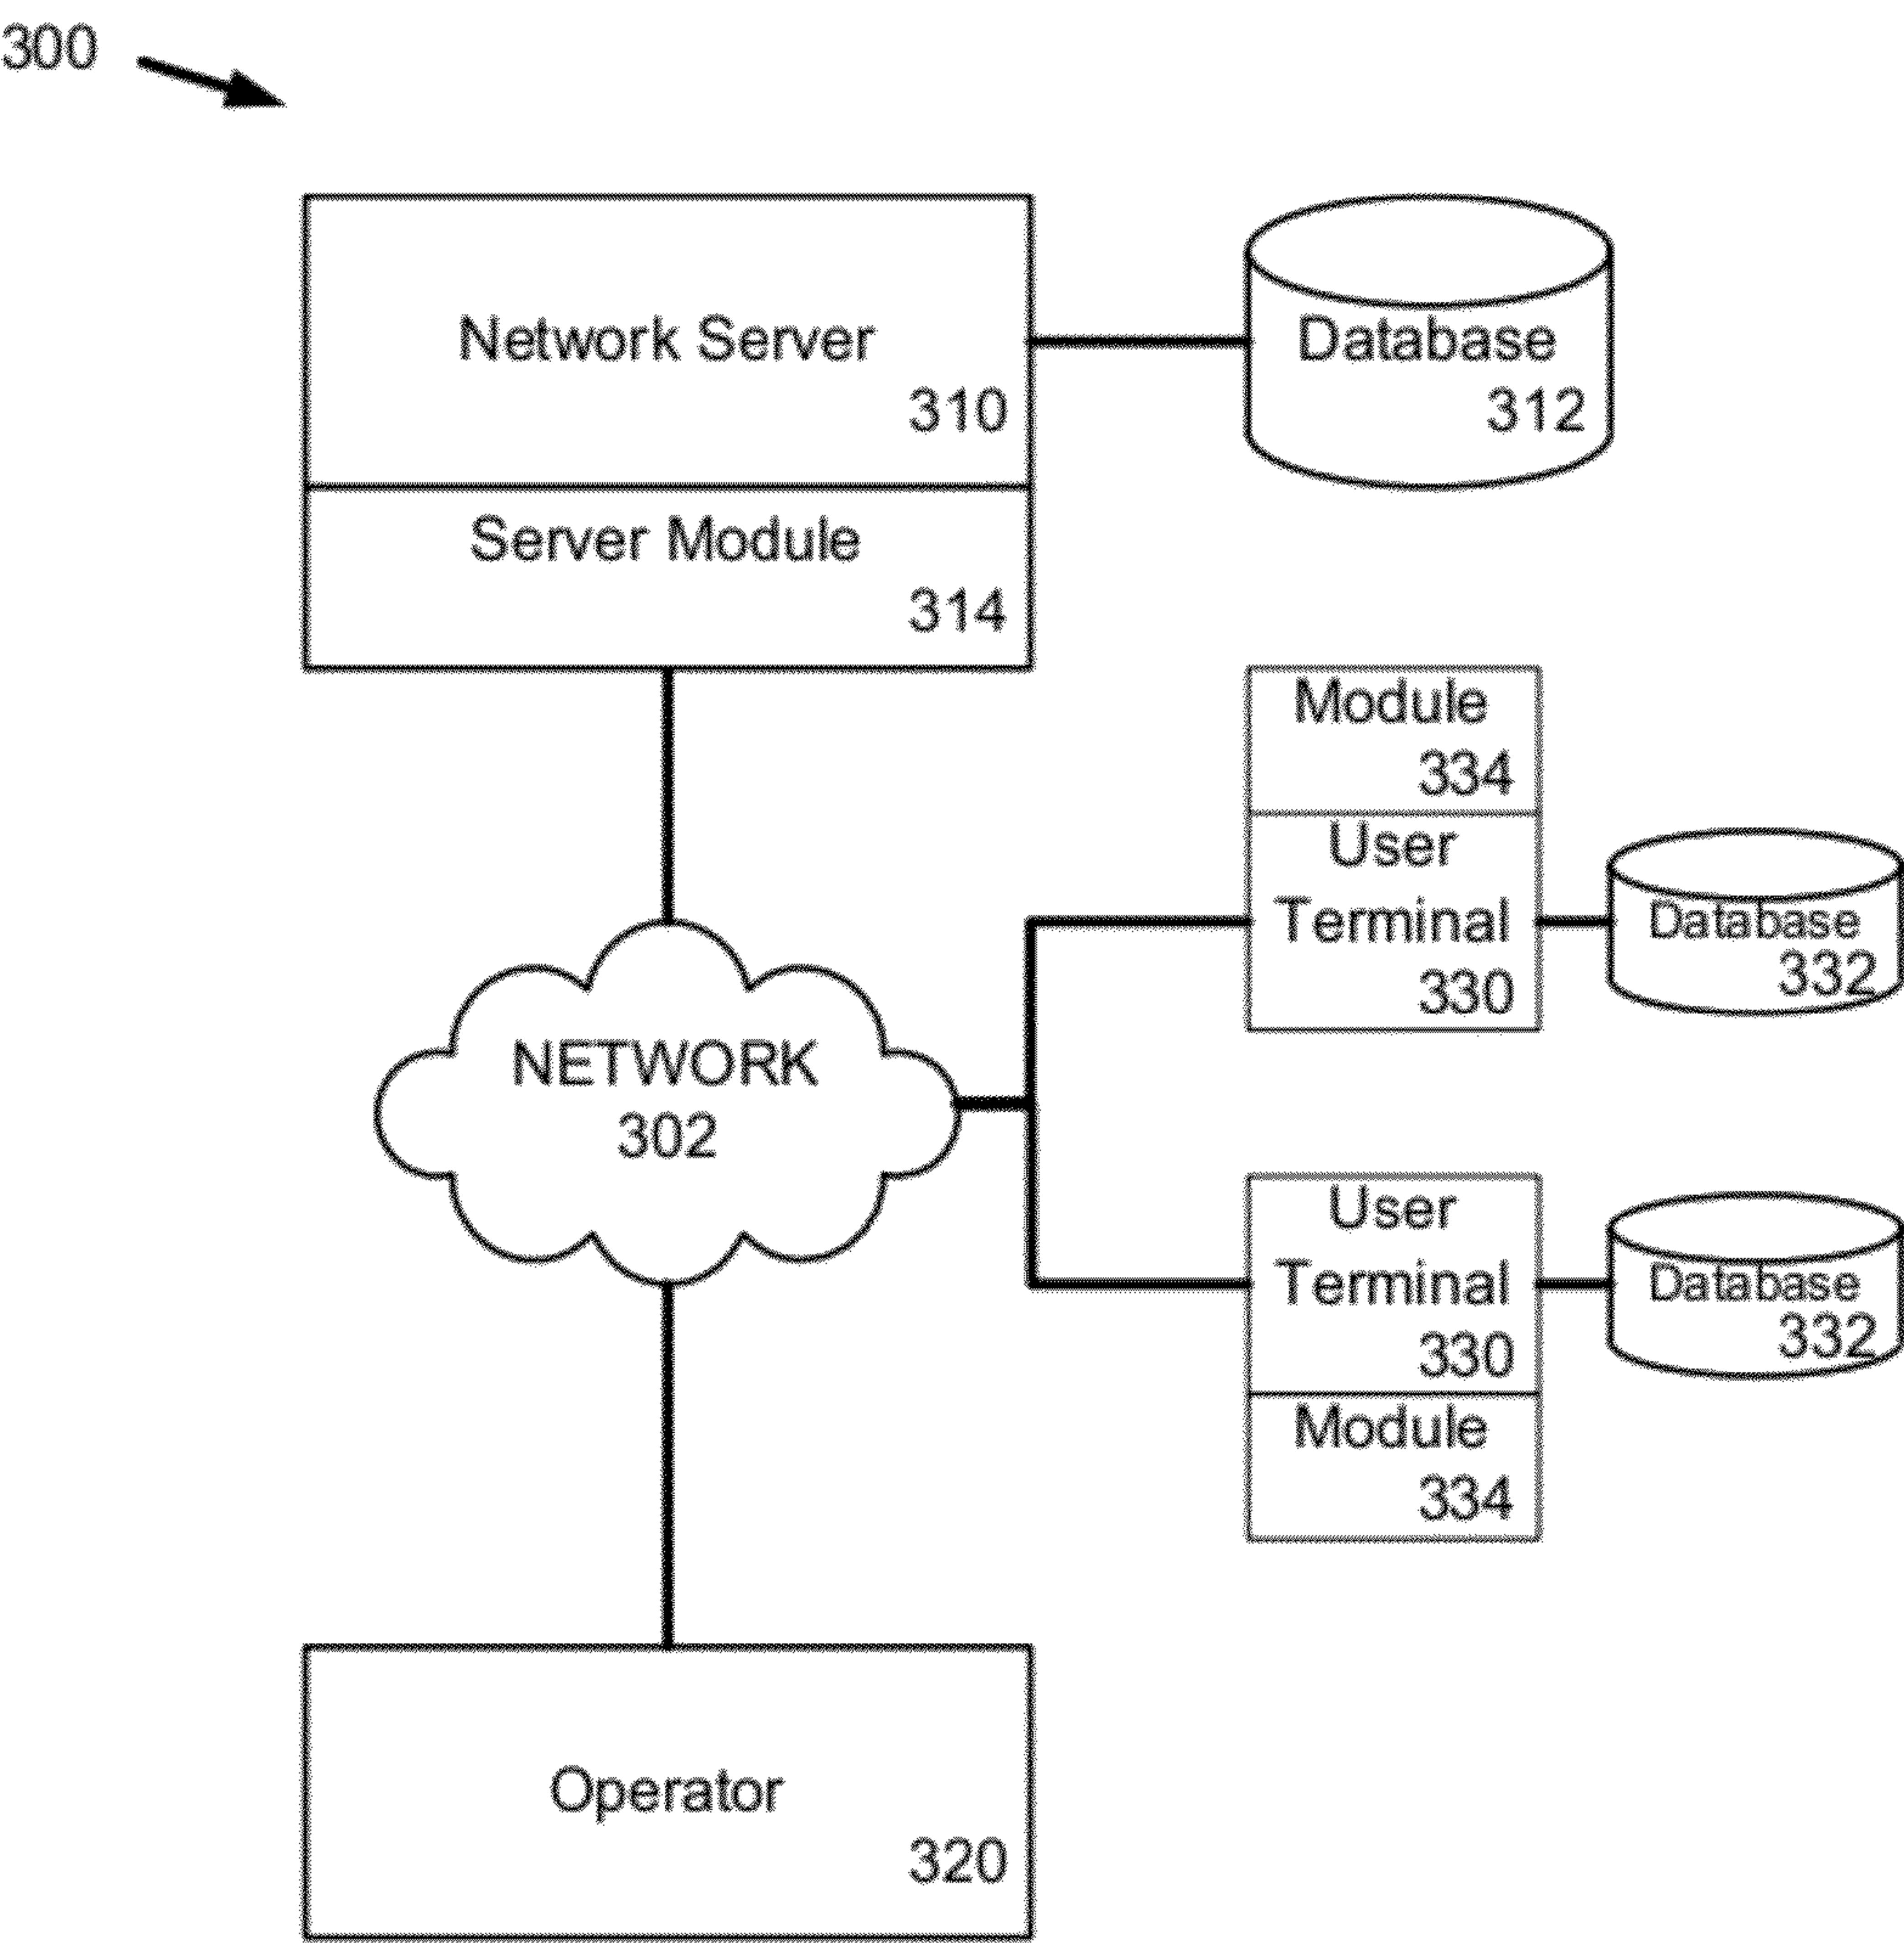 300
Network Server
310
Database
312
Server Module
314
Module
334
User
Terminal
330
Database
332
NETWORK
302
User
Terminal
330
Database
332
Module
334
Operator
320